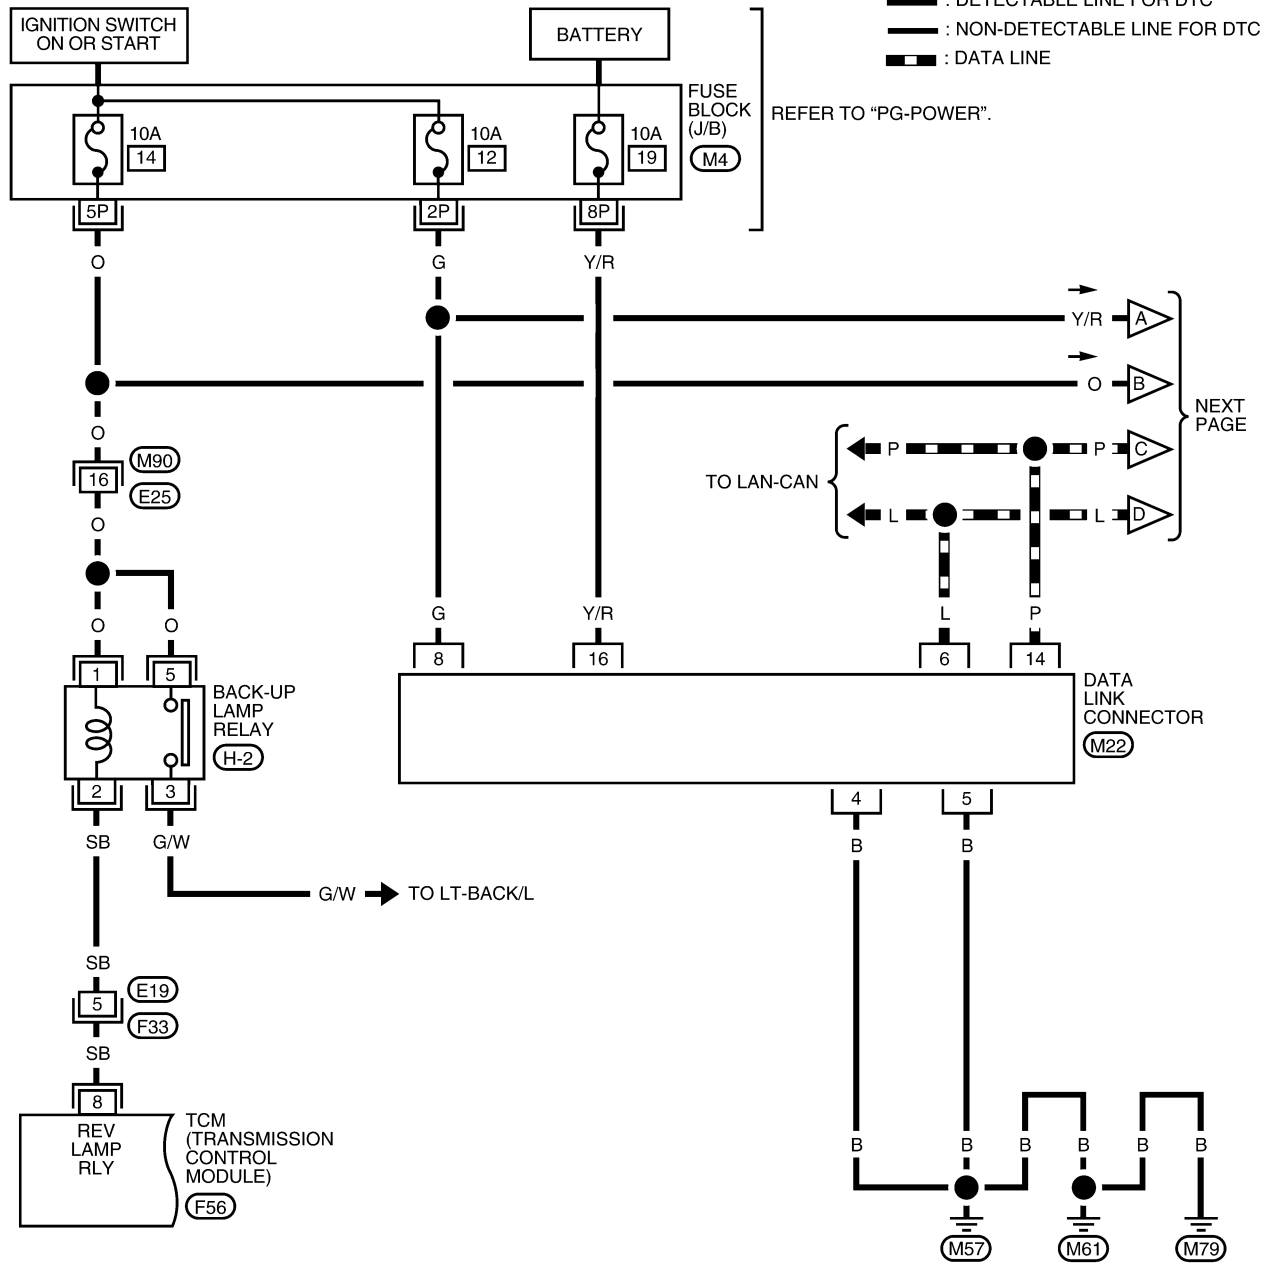 : DETECTABLE LINE FOR DTC
: NON-DETECTABLE LINE FOR DTC
: DATA LINE
IGNITION SWITCH
ON OR START
BATTERY
FUSE
BLOCK
(J/B)
M4
REFER TO “PG-POWER”.
10A
14
10A
12
10A
19
5P
2P
8P
O
G
Y/R
Y/R
A
O
B
NEXT
PAGE
O
M90
16
E25
O
TO LAN-CAN
P
P
C
L
L
D
O
O
G
Y/R
L
P
1
5
BACK-UP
LAMP
RELAY
H-2
2
3
8
16
6
14
DATA
LINK
CONNECTOR
M22
4
5
SB
G/W
B
B
G/W
TO LT-BACK/L
SB
E19
5
F33
SB
8
REV
LAMP
RLY
TCM
(TRANSMISSION
CONTROL
MODULE)
F56
B
B
B
B
B
B
M57
M61
M79